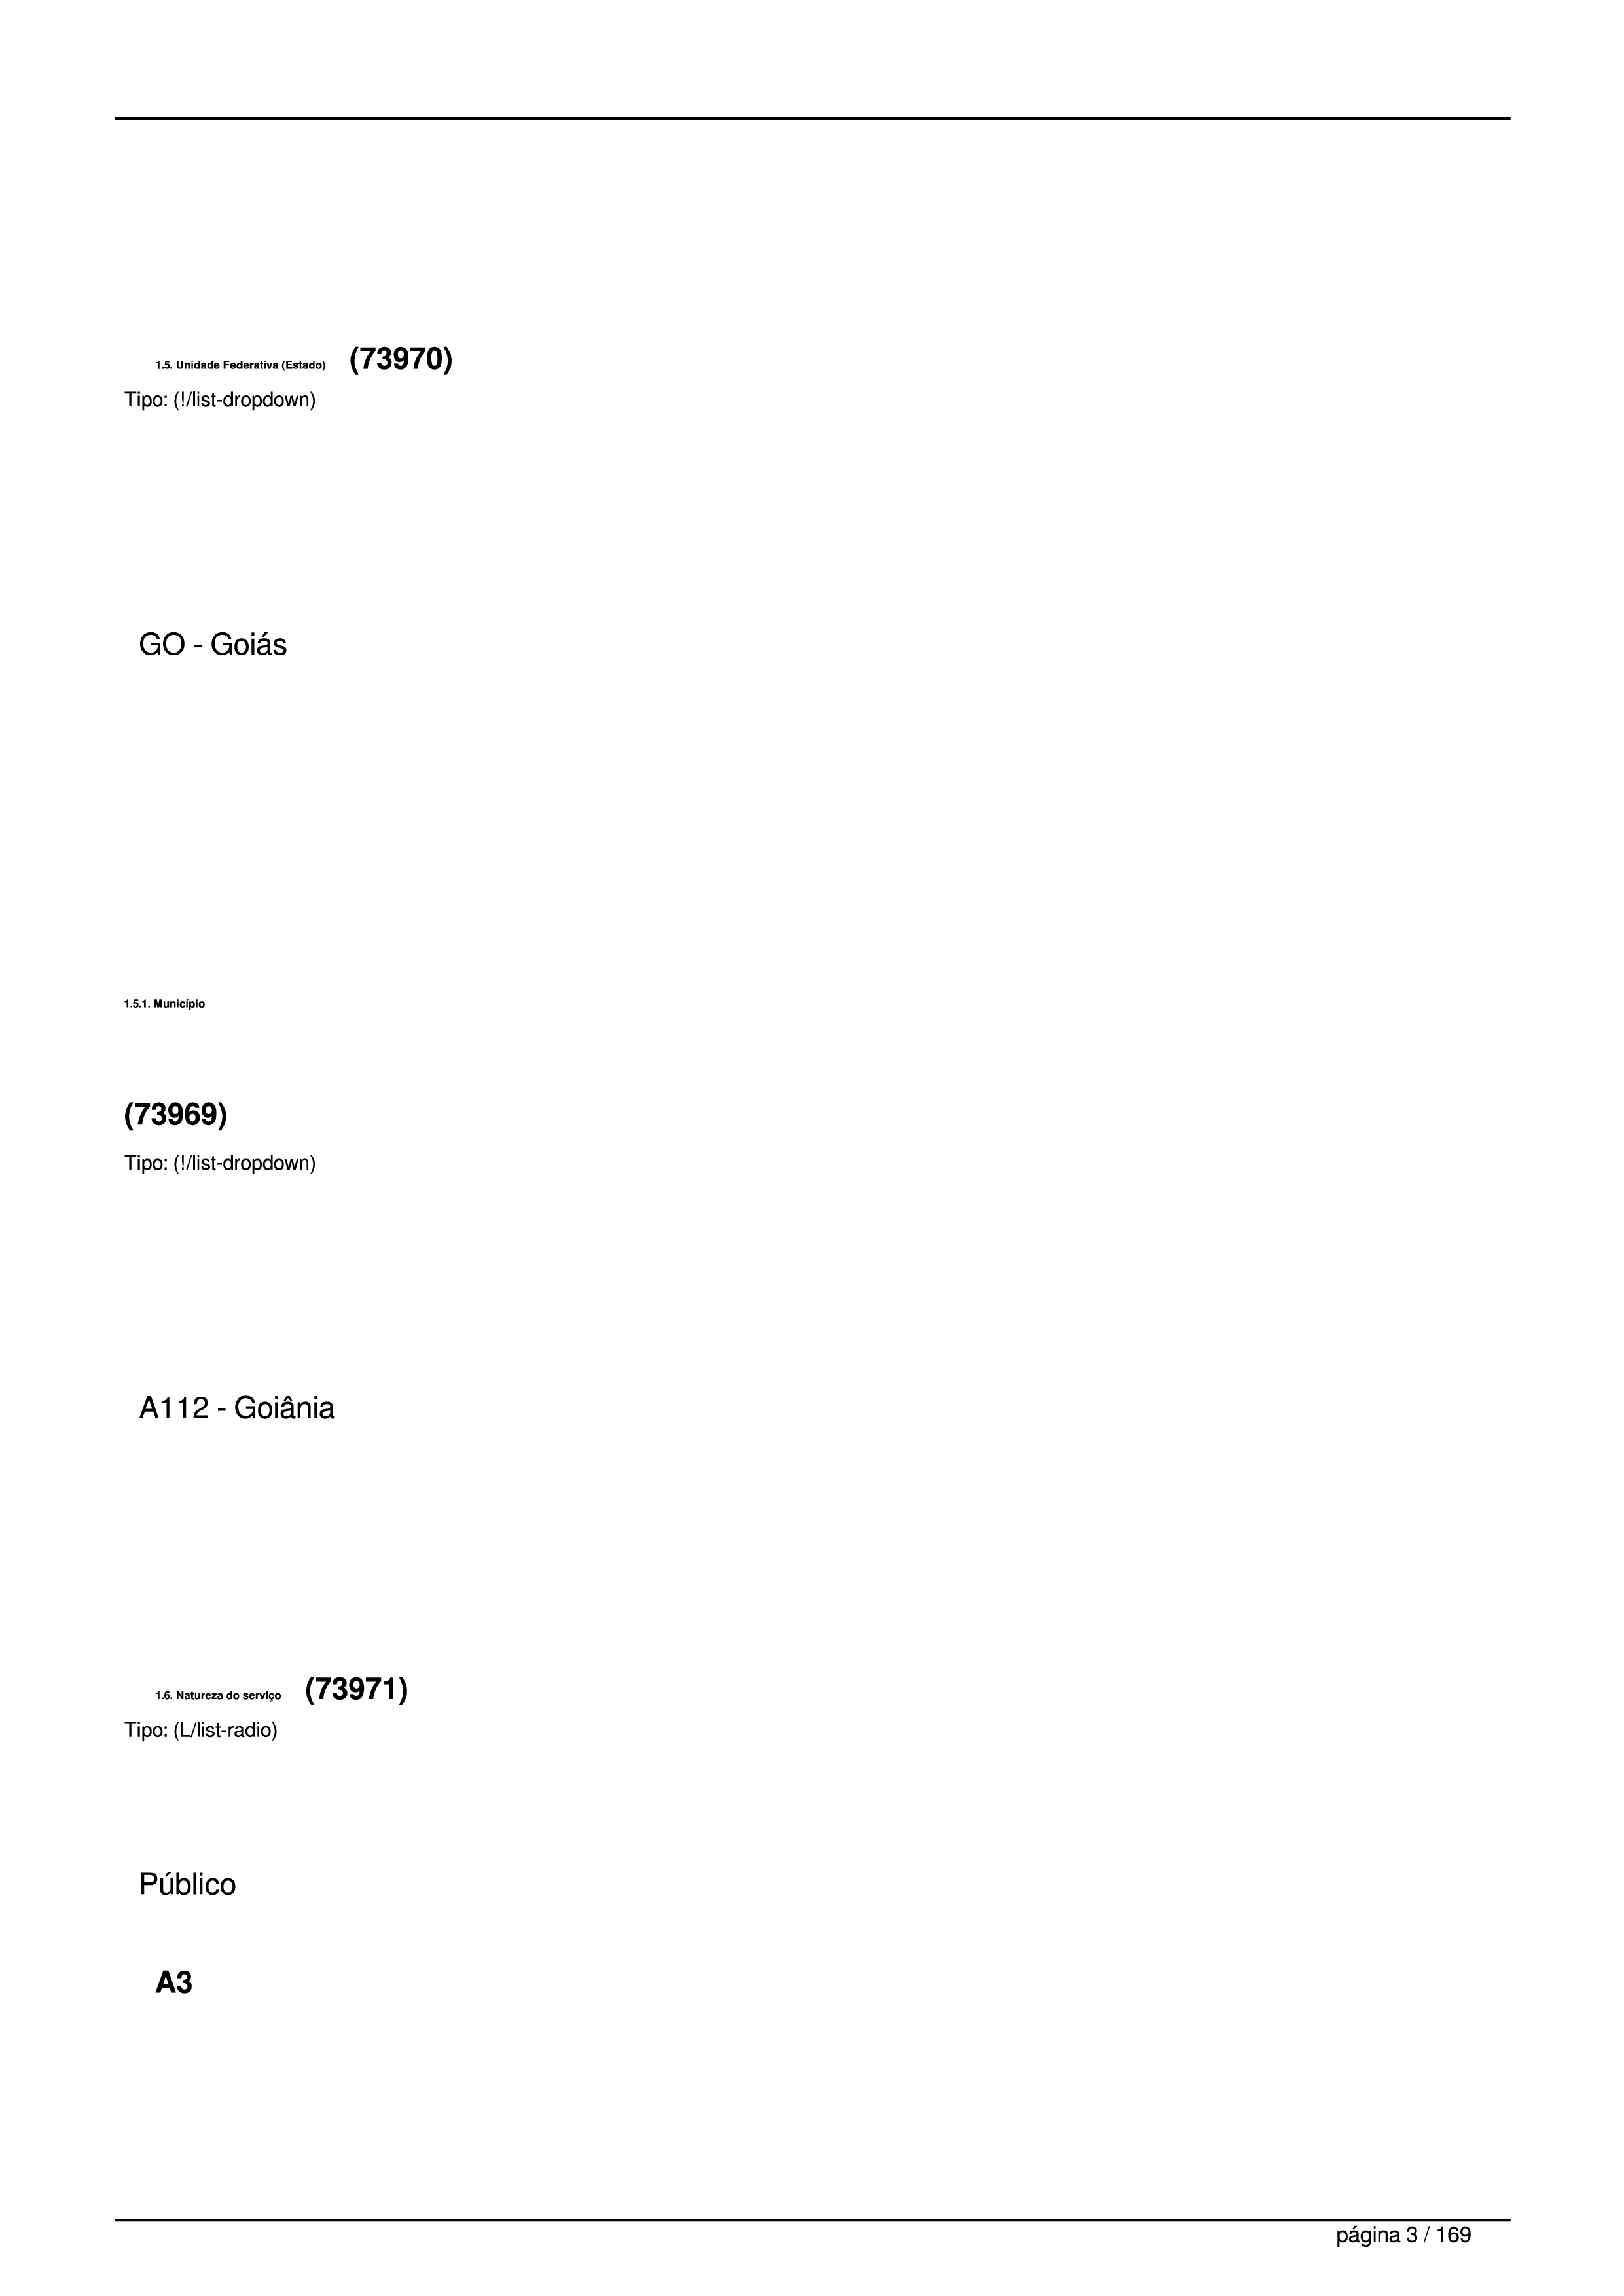 1.5. Unidade Federativa (Estado) (73970)
Tipo: (!/list-dropdown)
GO - Goiás
1.5.1. Município
(73969)
Tipo: (!/list-dropdown)
A112 - Goiânia
1.6. Natureza do serviço (73971)
Tipo: (L/list-radio)
Público
A3
página 3 / 169